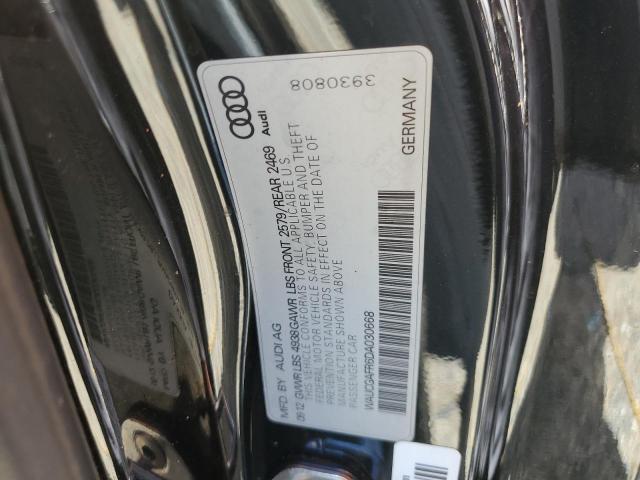 Audi
3930808
MFD. BY AUDI AG
09.12 GVWR LBS 4938 GAWR LBS FRONT 2579/REAR 2469
THIS VEHICLE CONFORMS TO ALL APPLICABLE U.S.
FEDERAL MOTOR VEHICLE SAFETY, BUMPER AND THEFT
PREVENTION STANDARDS IN EFFECT ON THE DATE OF
MANUFACTURE SHOWN ABOVE
PASSENGER CAR
WAUCGAFR6DA030668
GERMANY